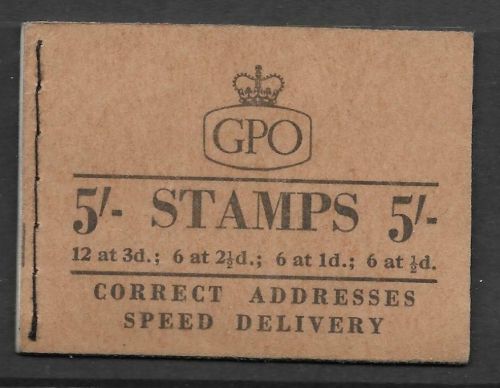 GPO
5/- STAMPS 5/-
12 at 3d.; 6 at 2½d.; 6 at 1d.; 6 at ½d.
CORRECT ADDRESSES
SPEED DELIVERY